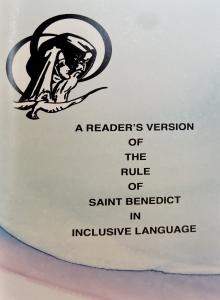 A READER'S VERSION
OF
THE
RULE
OF
SAINT BENEDICT
IN
INCLUSIVE LANGUAGE